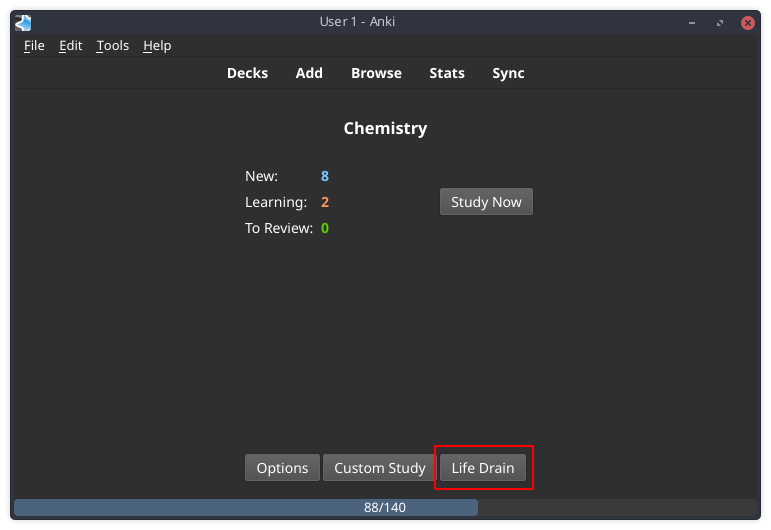 User 1 - Anki
File Edit Tools Help
Decks Add Browse Stats Sync
Chemistry
New: 8
Learning: 2
Study Now
To Review: 0
Options Custom Study Life Drain
88/140